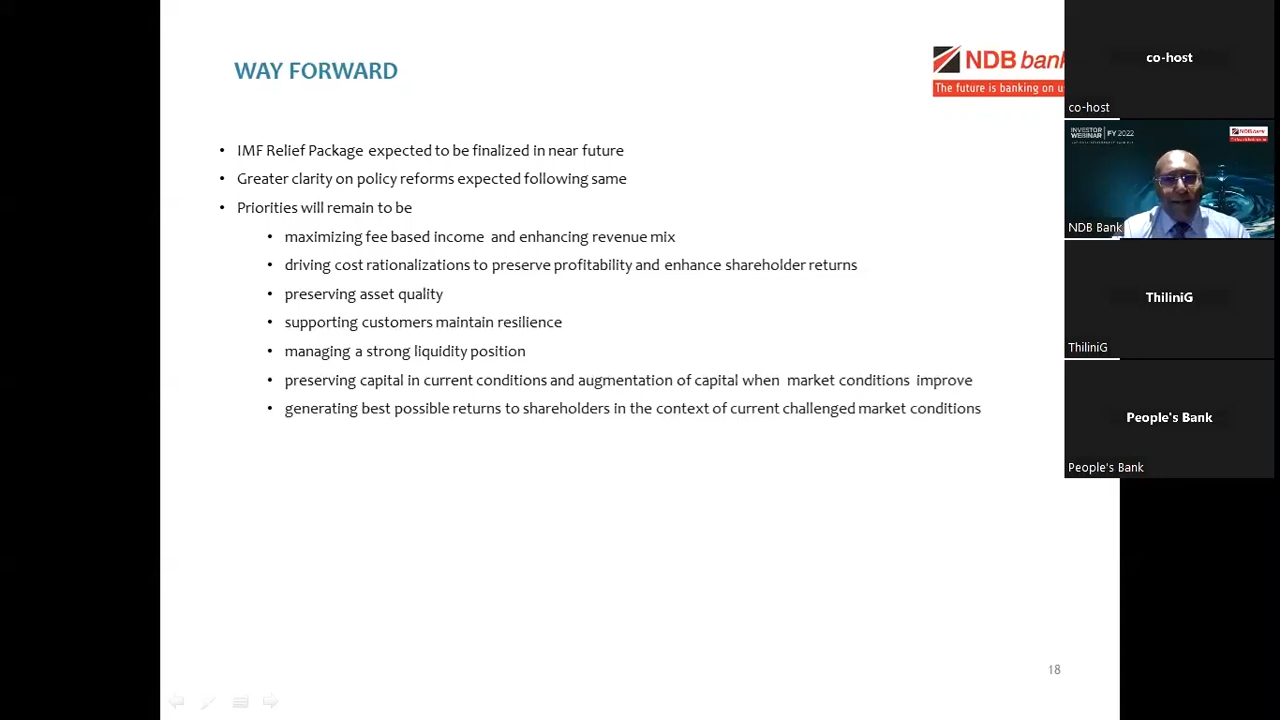 WAY FORWARD
NDB bank
The future is banking on u
• IMF Relief Package expected to be finalized in near future
• Greater clarity on policy reforms expected following same
• Priorities will remain to be
• maximizing fee based income and enhancing revenue mix
• driving cost rationalizations to preserve profitability and enhance shareholder returns
• preserving asset quality
• supporting customers maintain resilience
• managing a strong liquidity position
• preserving capital in current conditions and augmentation of capital when market conditions improve
• generating best possible returns to shareholders in the context of current challenged market conditions
18
co-host
co-host
INVESTOR
WEBINAR | FY 2022
NDB bank
NDB Bank
ThiliniG
ThiliniG
People's Bank
People's Bank